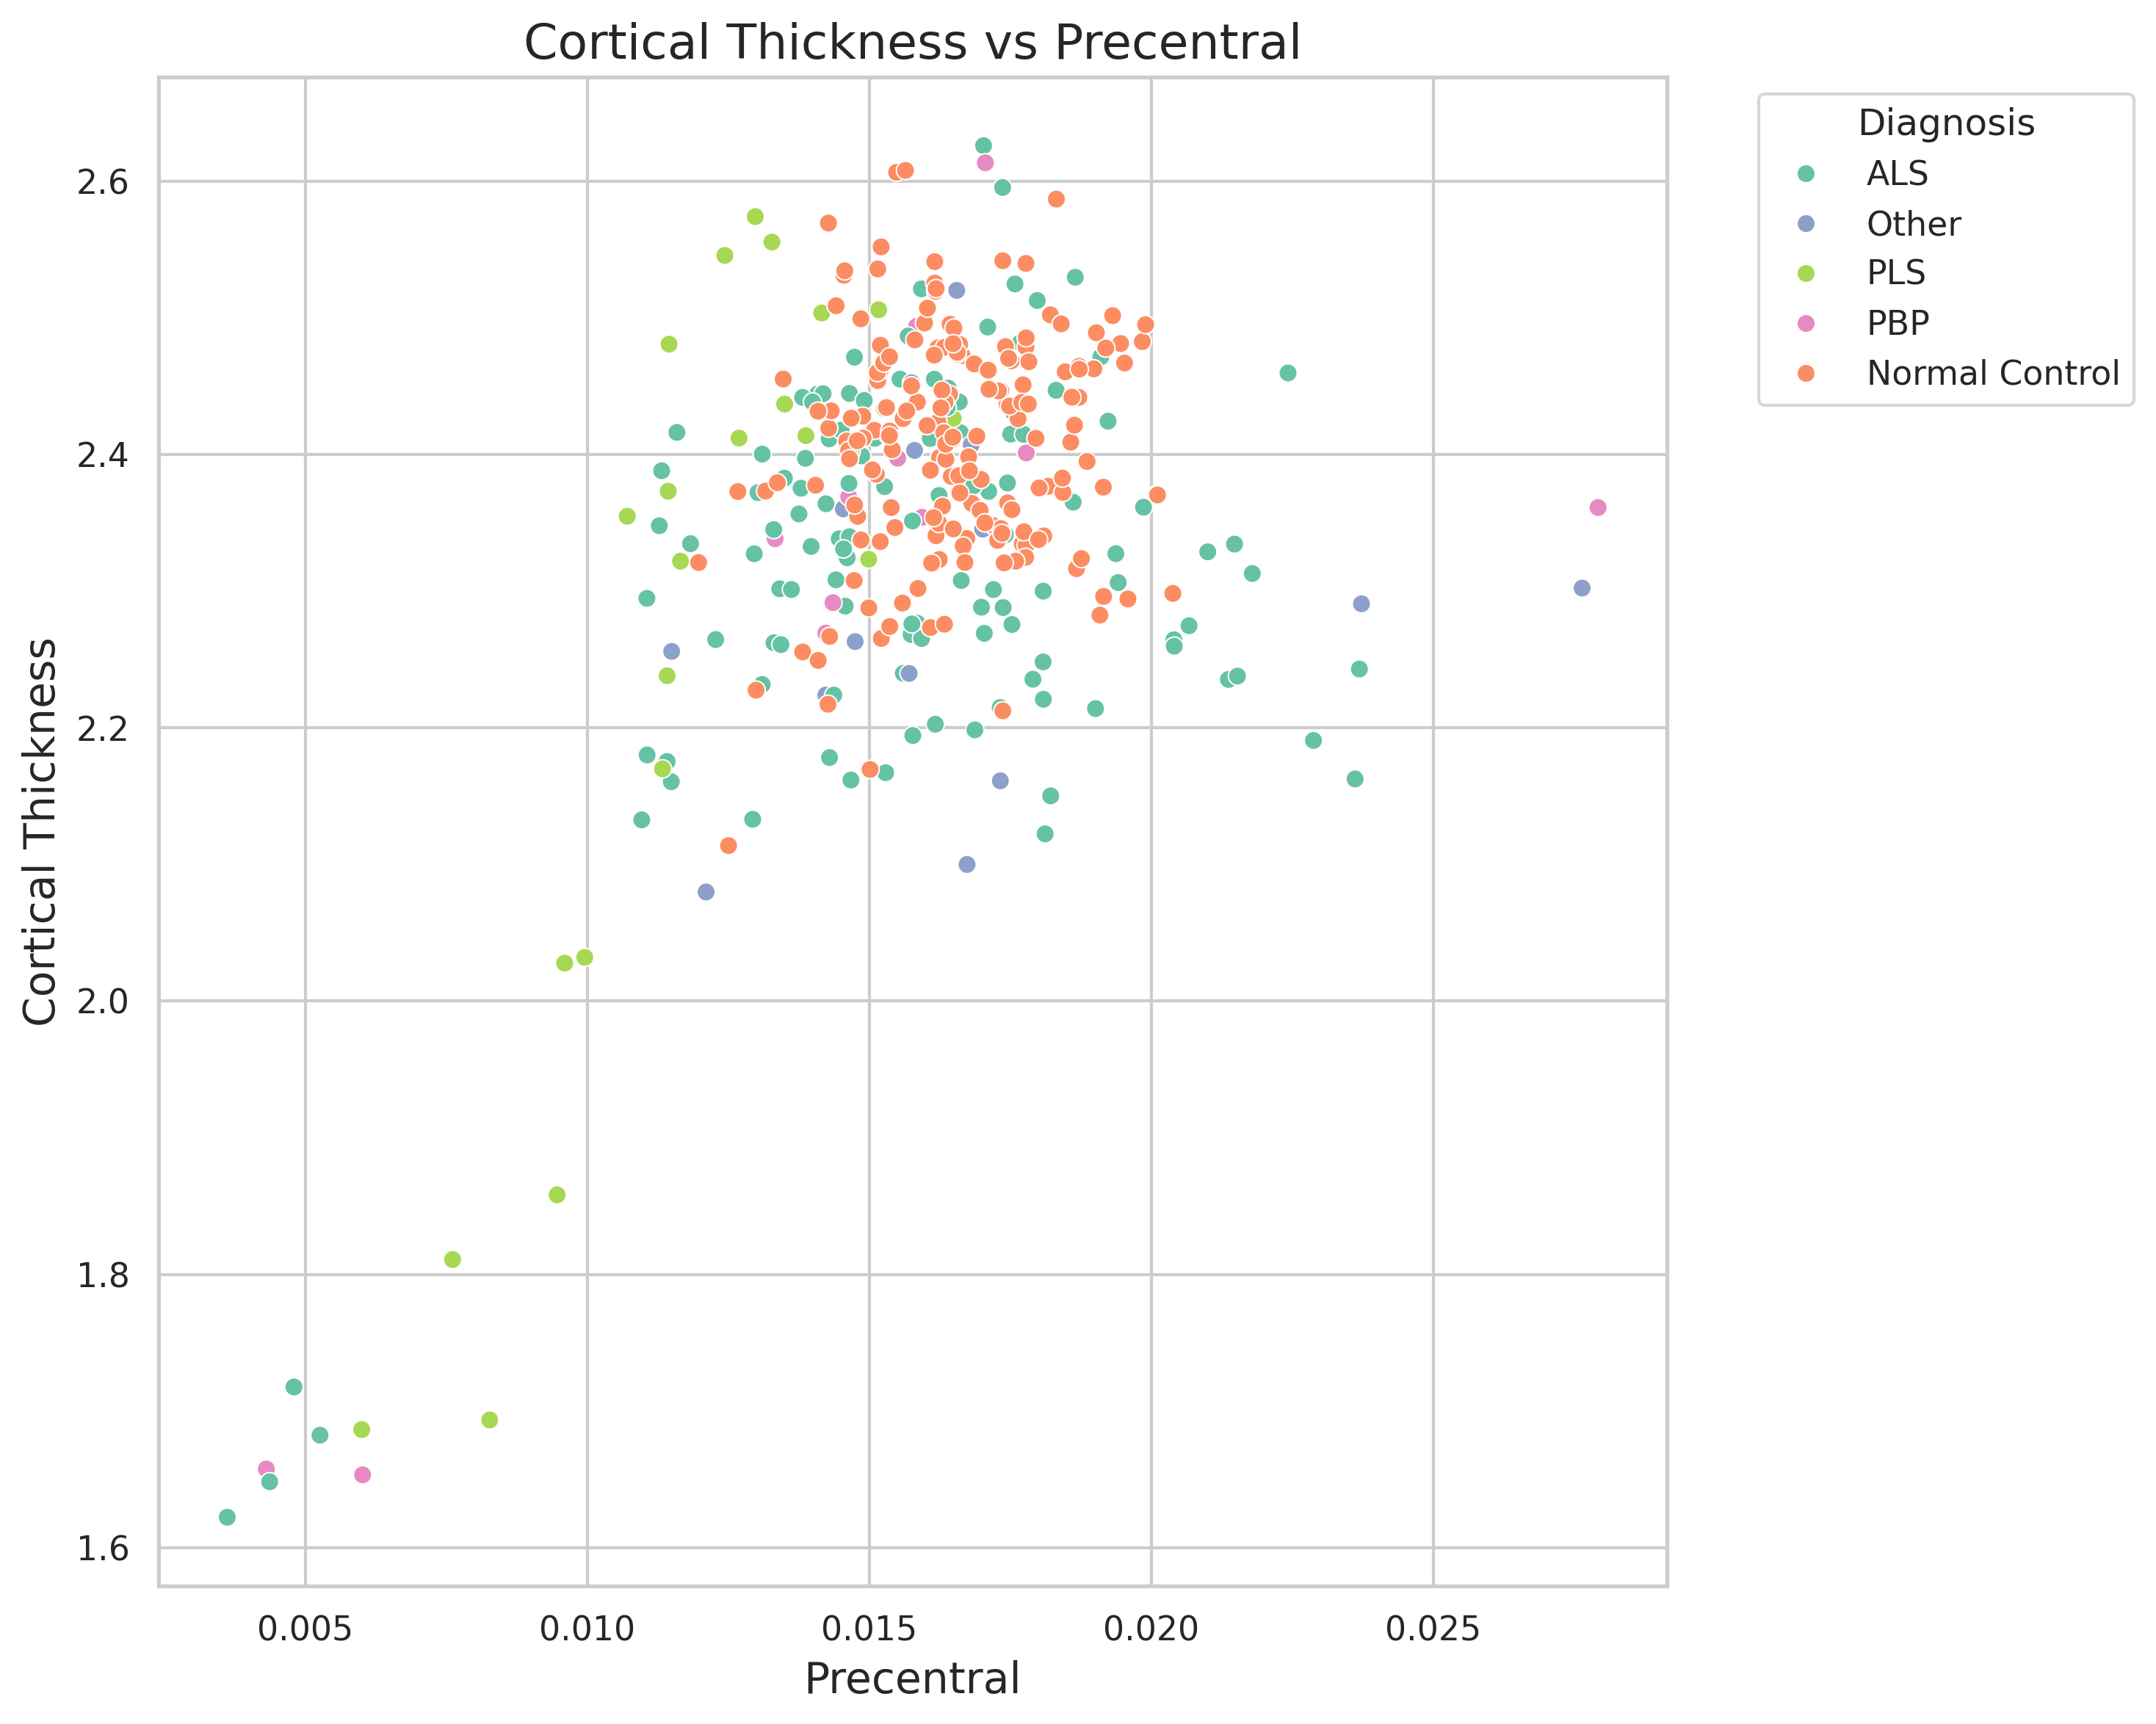 Cortical Thickness vs Precentral
Diagnosis
ALS
Other
PLS
PBP
Normal Control
Cortical Thickness
2.6
2.4
2.2
2.0
1.8
1.6
0.005 0.010 0.015 0.020 0.025
Precentral